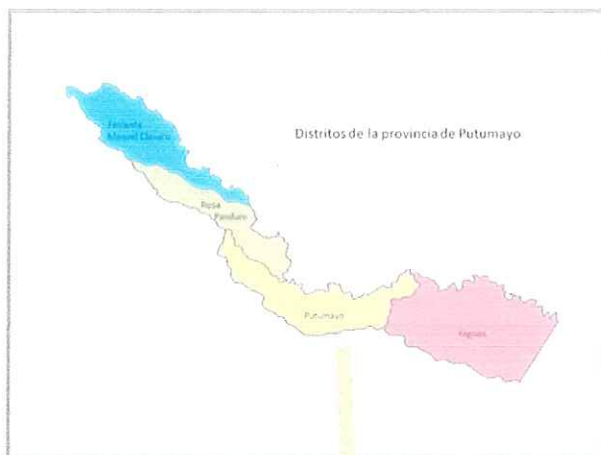 Distritos de la provincia de Putumayo
Teniente
Manuel Clavero
Rosa
Panduro
Putumayo
Yaguas